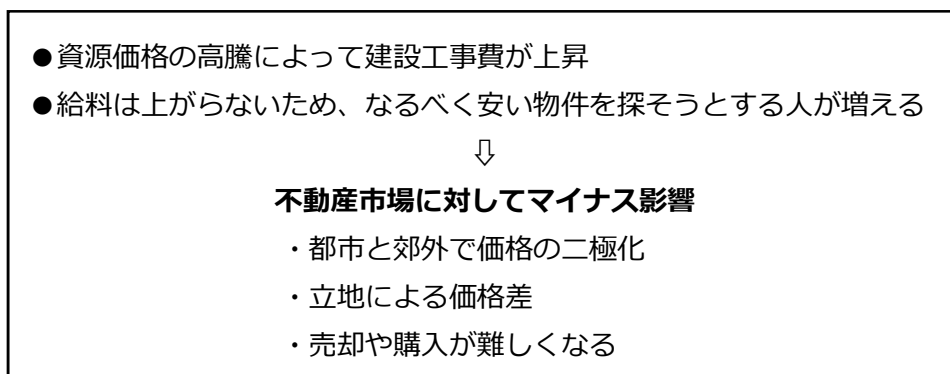 ●資源価格の高騰によって建設工事費が上昇
●給料は上がらないため、なるべく安い物件を探そうとする人が増える
⇩
不動産市場に対してマイナス影響
・都市と郊外で価格の二極化
・立地による価格差
・売却や購入が難しくなる